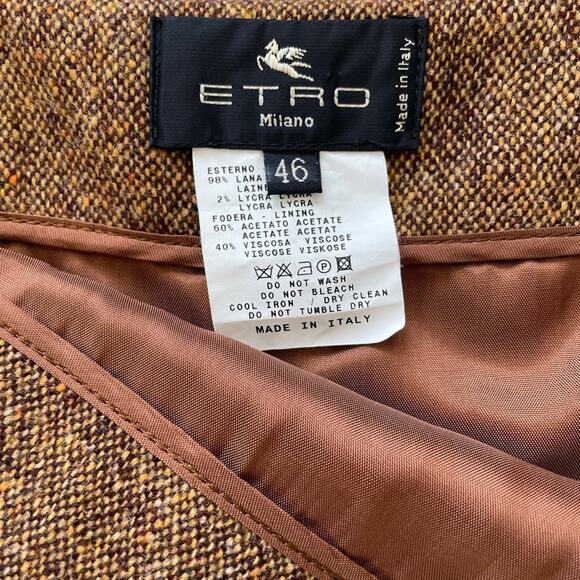 ETRO
Milano
Made in Italy
46
ESTERNO
98% LANA
LAINE
2% LYCRA LYCRA
LYCRA LYCRA
FODERA - LINING
60% ACETATO ACETATE
ACETATE ACETAT
40% VISCOSA VISCOSE
VISCOSE VISKOSE
P
DO NOT WASH
DO NOT BLEACH
COOL IRON / DRY CLEAN
DO NOT TUMBLE DRY
MADE IN ITALY